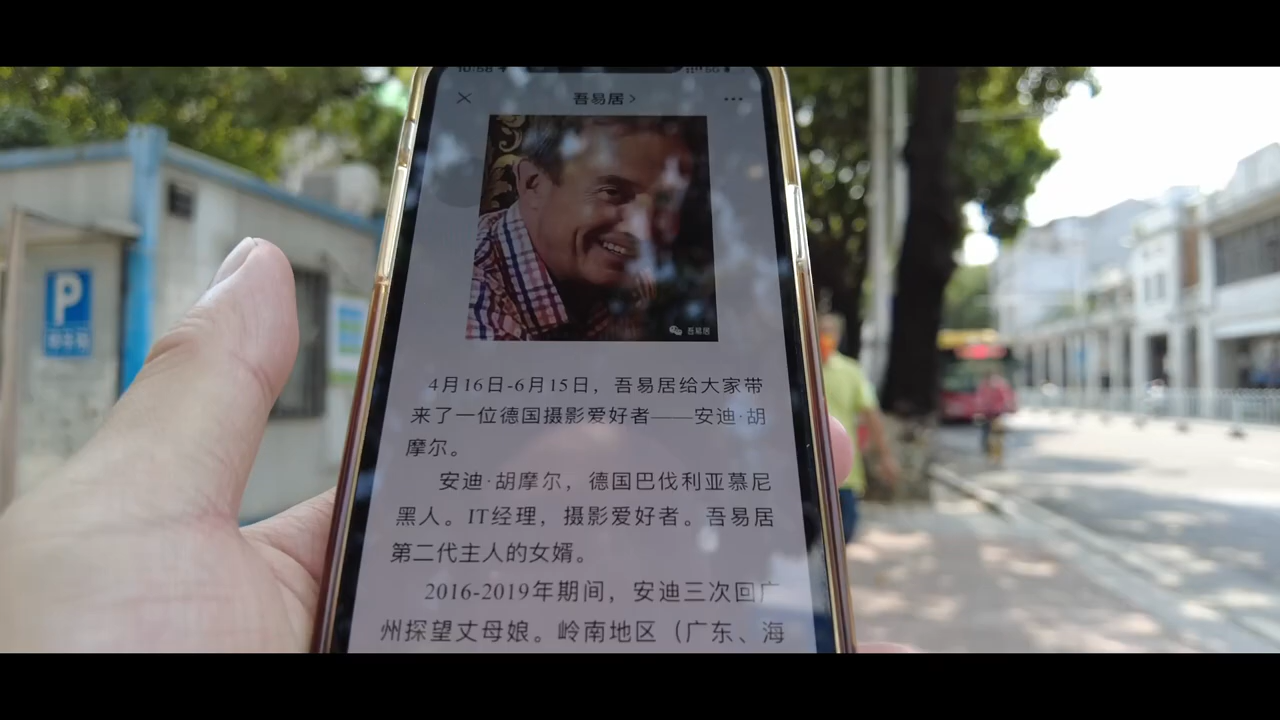 P
吾易居 >
吾易居
4月16日-6月15日，吾易居给大家带
来了一位德国摄影爱好者——安迪·胡
摩尔。
安迪·胡摩尔，德国巴伐利亚慕尼
黑人。IT经理，摄影爱好者。吾易居
第二代主人的女婿。
2016-2019年期间，安迪三次回广
州探望丈母娘。岭南地区（广东、海